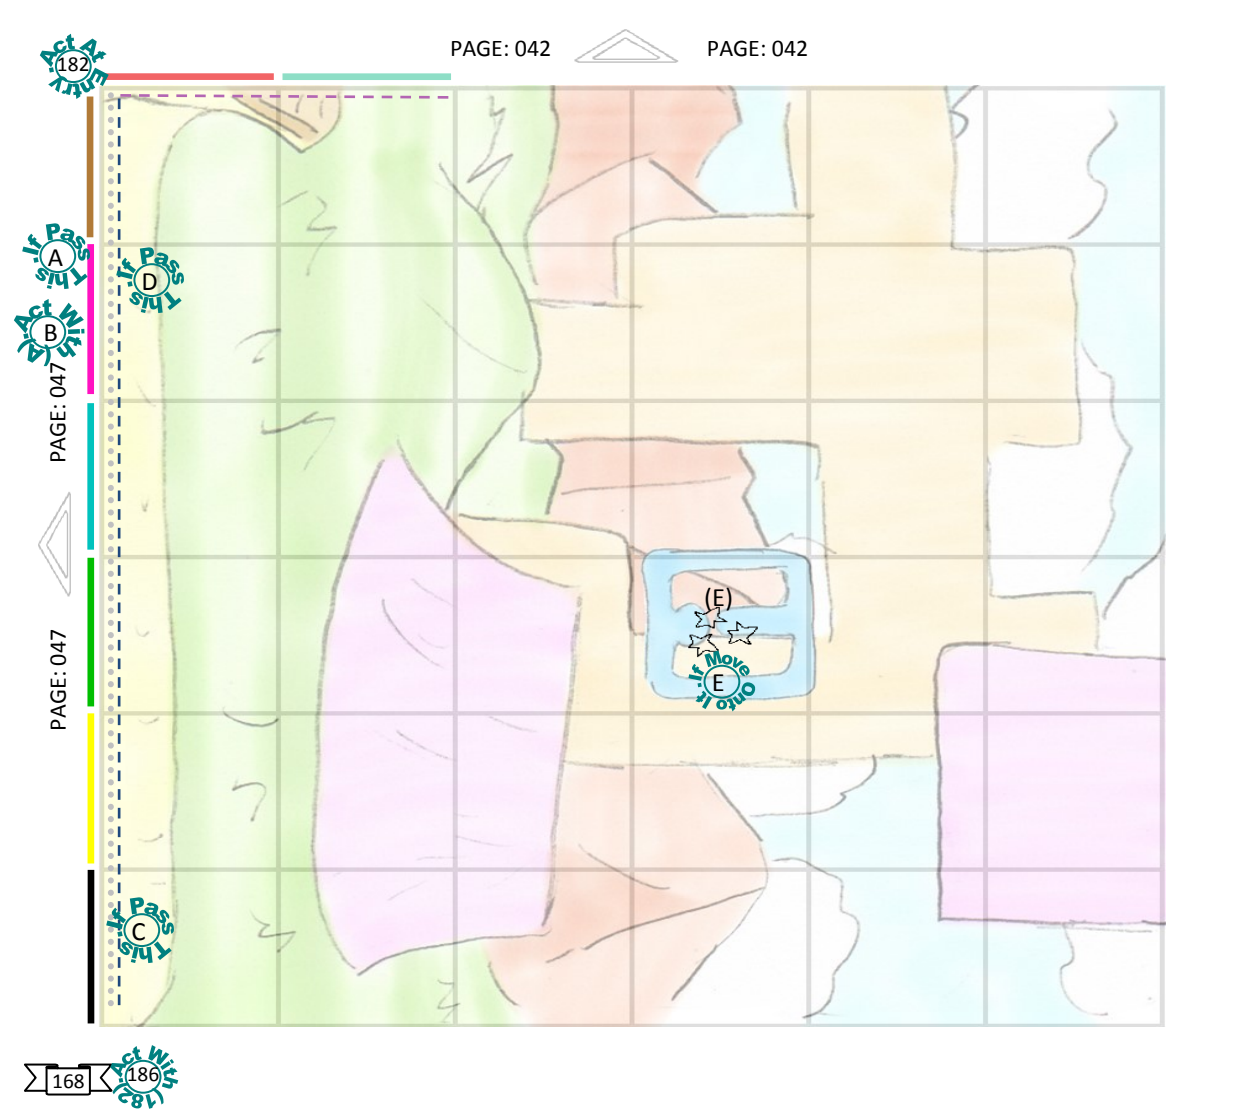 PAGE: 042 PAGE: 042
Act At Entry.
182
If Pass This.
A
Act With (A).
B
PAGE: 047
PAGE: 047
If Pass This.
D
(E)
If Move Onto It.
E
If Pass This.
C
168
Act With (182).
186